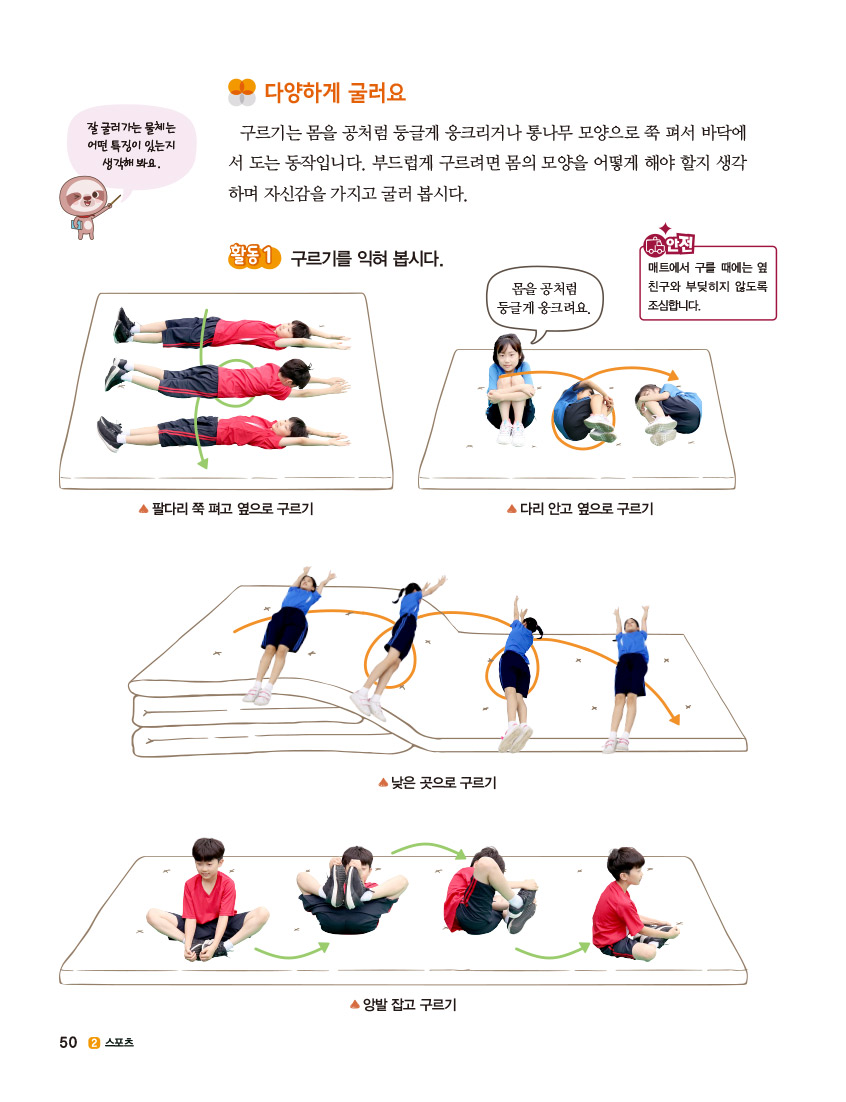 다양하게 굴러요
잘 굴러가는 물체는
어떤 특징이 있는지
생각해 봐요.
구르기는 몸을 공처럼 둥글게 웅크리거나 통나무 모양으로 쭉 펴서 바닥에
서 도는 동작입니다. 부드럽게 구르려면 몸의 모양을 어떻게 해야 할지 생각
하며 자신감을 가지고 굴러 봅시다.
활동 1 구르기를 익혀 봅시다.
안전
매트에서 구를 때에는 옆
친구와 부딪히지 않도록
조심합니다.
몸을 공처럼
둥글게 웅크려요.
▲ 팔다리 쭉 펴고 옆으로 구르기
▲ 다리 안고 옆으로 구르기
▲ 낮은 곳으로 구르기
▲ 양발 잡고 구르기
50 2 스포츠